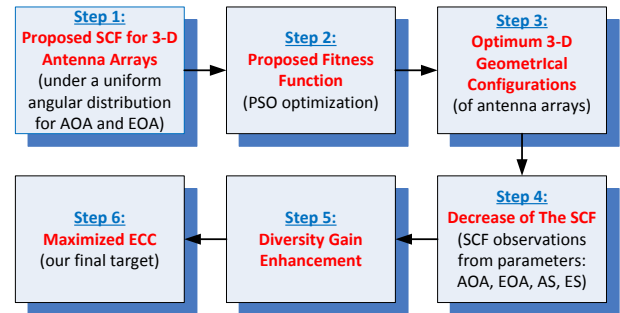 Step 1:
Proposed SCF for 3-D
Antenna Arrays
(under a uniform
angular distribution
for AOA and EOA)
Step 2:
Proposed Fitness
Function
(PSO optimization)
Step 3:
Optimum 3-D
GeometrIcal
Configurations
(of antenna arrays)
Step 4:
Decrease of The SCF
(SCF observations
from parameters:
AOA, EOA, AS, ES)
Step 5:
Diversity Gain
Enhancement
Step 6:
Maximized ECC
(our final target)